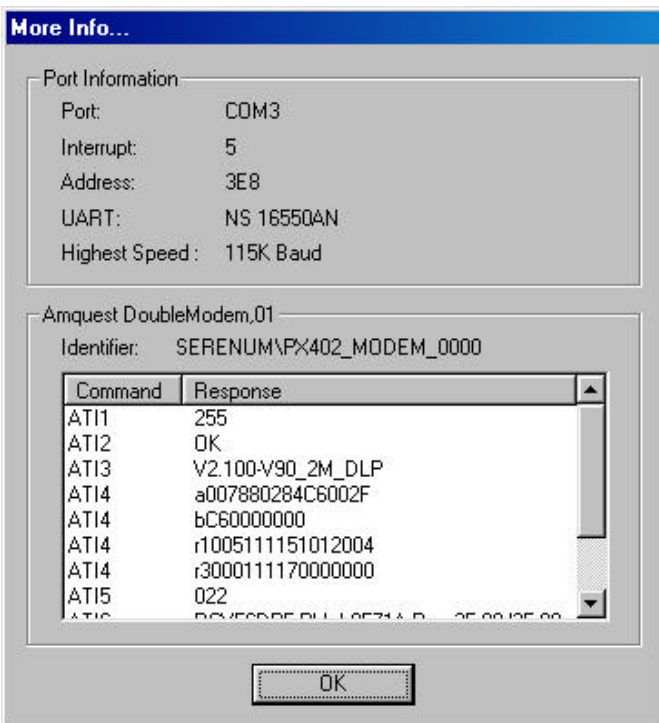 More Info...
Port Information
Port: COM3
Interrupt: 5
Address: 3E8
UART: NS 16550AN
Highest Speed : 115K Baud
Amquest DoubleModem,01
Identifier: SERENUM\PX402_MODEM_0000
Command Response
ATI1 255
ATI2 OK
ATI3 V2.100-V90_2M_DLP
ATI4 a007880284C6002F
ATI4 bC60000000
ATI4 r1005111151012004
ATI4 r3000111170000000
ATI5 022
OK